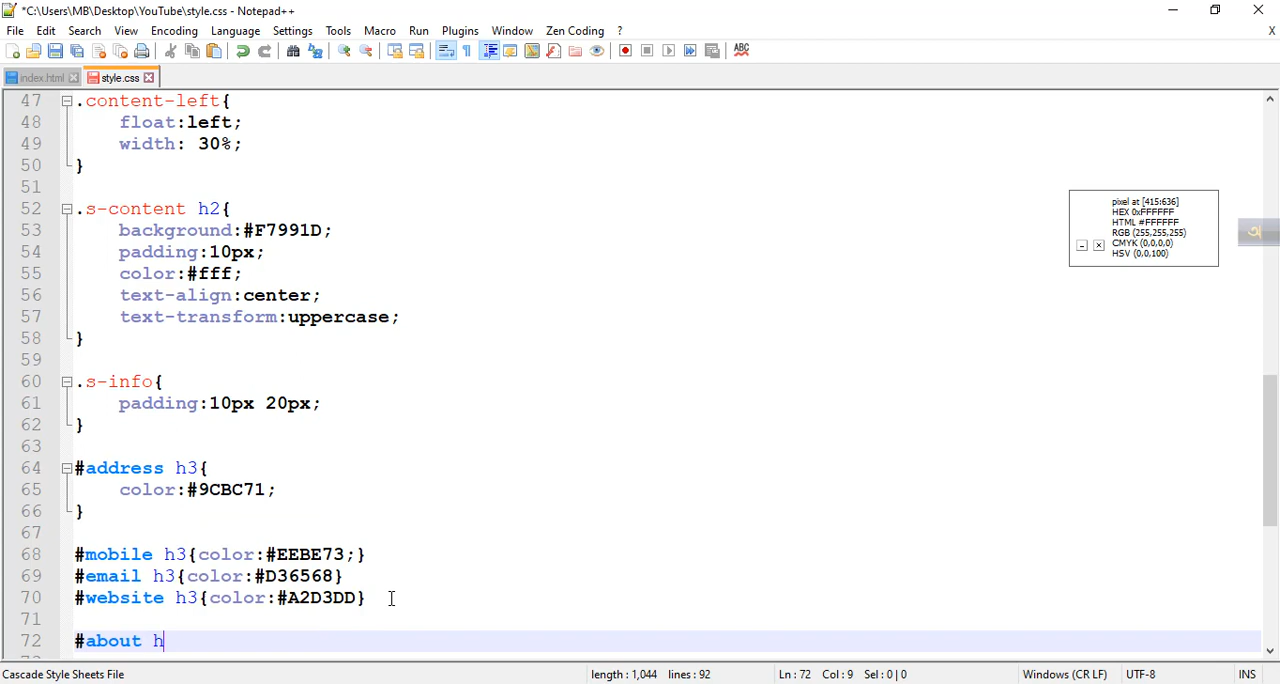 *C:\Users\MB\Desktop\YouTube\style.css - Notepad++
File Edit Search View Encoding Language Settings Tools Macro Run Plugins Window Zen Coding ? X
ABC
index.html style.css
47 .content-left{
48 float:left;
49 width: 30%;
50 }
51
52 .s-content h2{
53 background:#F7991D;
54 padding:10px;
55 color:#fff;
56 text-align:center;
57 text-transform:uppercase;
58 }
59
60 .s-info{
61 padding:10px 20px;
62 }
63
64 #address h3{
65 color:#9CBC71;
66 }
67
68 #mobile h3{color:#EEBE73;}
69 #email h3{color:#D36568}
70 #website h3{color:#A2D3DD}
71
72 #about h
pixel at [415:636]
HEX 0xFFFFFF
HTML #FFFFFF
RGB (255,255,255)
CMYK (0,0,0,0)
HSV (0,0,100)
অ
Cascade Style Sheets File length : 1,044 lines : 92 Ln : 72 Col : 9 Sel : 0 | 0 Windows (CR LF) UTF-8 INS